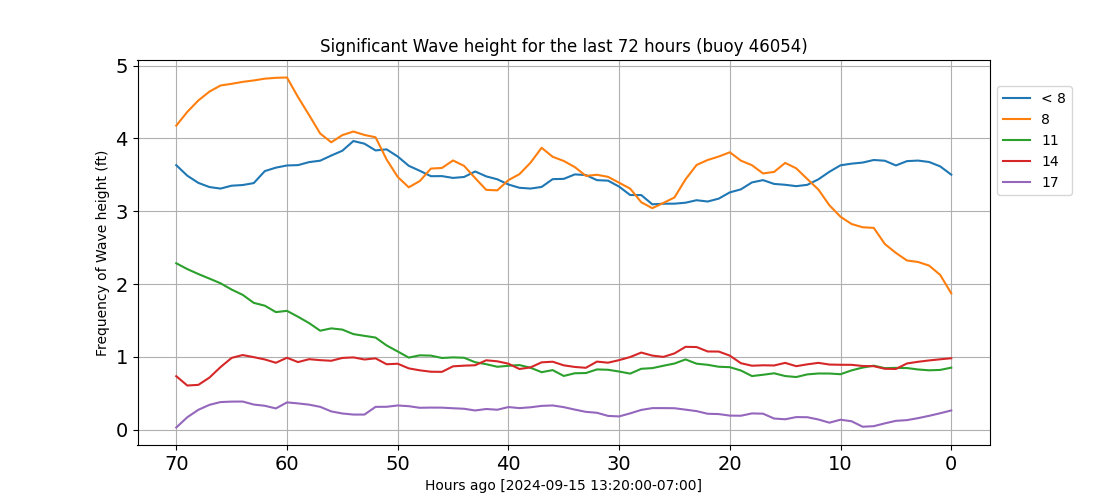 Significant Wave height for the last 72 hours (buoy 46054)
Frequency of Wave height (ft)
5
4
3
2
1
0
70 60 50 40 30 20 10 0
Hours ago [2024-09-15 13:20:00-07:00]
< 8
8
11
14
17